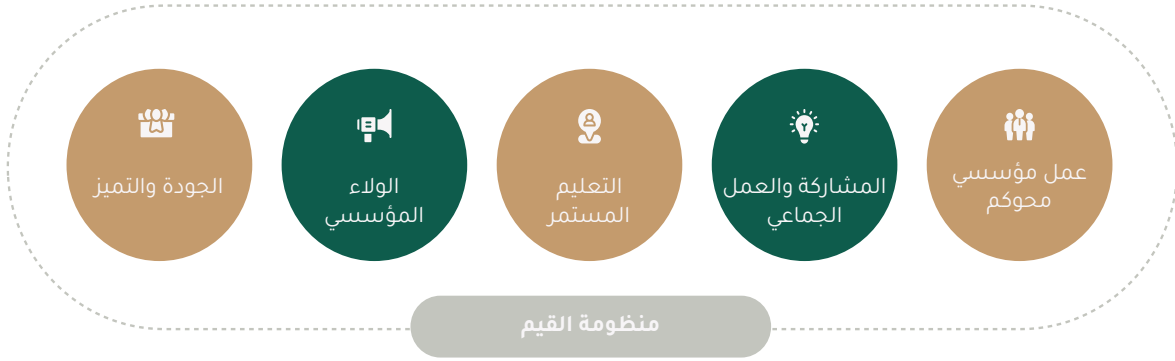 عمل مؤسسي
محوكم
المشاركة والعمل
الجماعي
التعليم
المستمر
الولاء
المؤسسي
الجودة والتميز
منظومة القيم